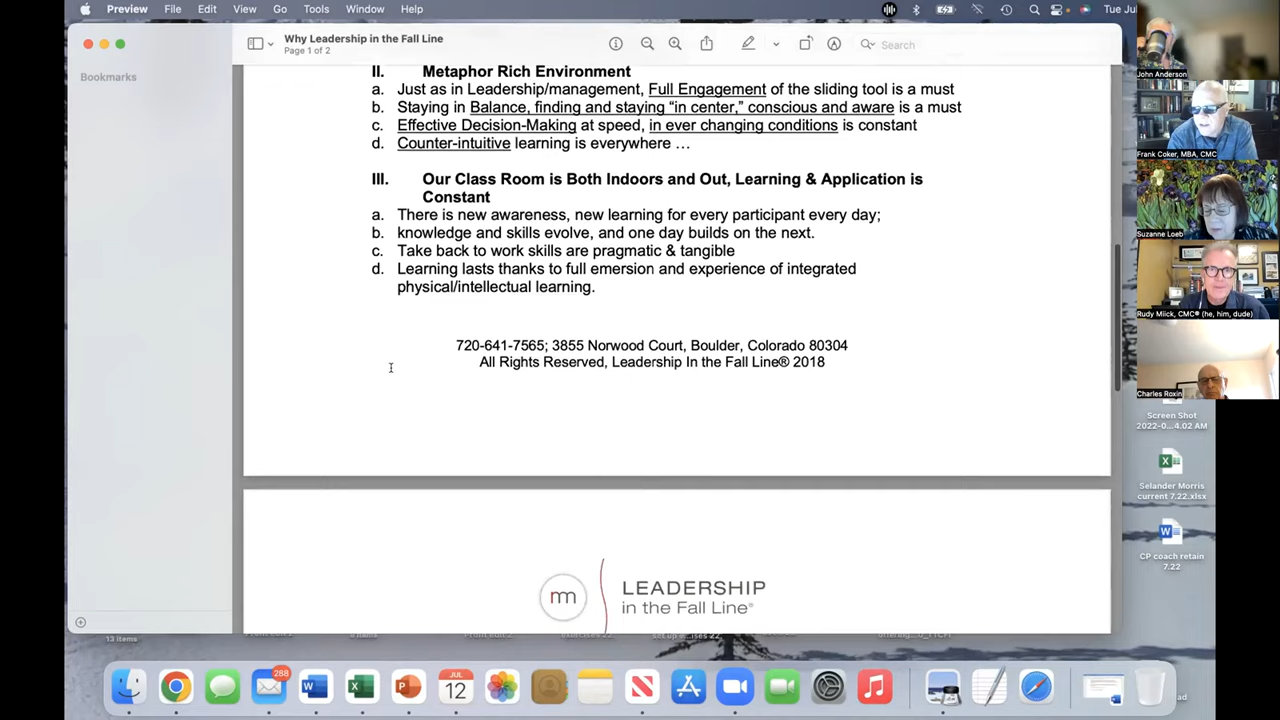 Preview File Edit View Go Tools Window Help
Tue Jul
Why Leadership in the Fall Line
Page 1 of 2
Search
Bookmarks
II. Metaphor Rich Environment
a. Just as in Leadership/management, Full Engagement of the sliding tool is a must
b. Staying in Balance, finding and staying “in center,” conscious and aware is a must
c. Effective Decision-Making at speed, in ever changing conditions is constant
d. Counter-intuitive learning is everywhere …
III. Our Class Room is Both Indoors and Out, Learning & Application is
Constant
a. There is new awareness, new learning for every participant every day;
b. knowledge and skills evolve, and one day builds on the next.
c. Take back to work skills are pragmatic & tangible
d. Learning lasts thanks to full emersion and experience of integrated
physical/intellectual learning.
720-641-7565; 3855 Norwood Court, Boulder, Colorado 80304
All Rights Reserved, Leadership In the Fall Line® 2018
rm
LEADERSHIP
in the Fall Line®
John Anderson
Frank Coker, MBA, CMC
Suzanne Loeb
Rudy Miick, CMC® (he, him, dude)
Charles Roxin
Screen Shot
2022-0...4.02 AM
Selander Morris
current 7.22.xlsx
CP coach retain
7.22
13 items
288
JUL
12